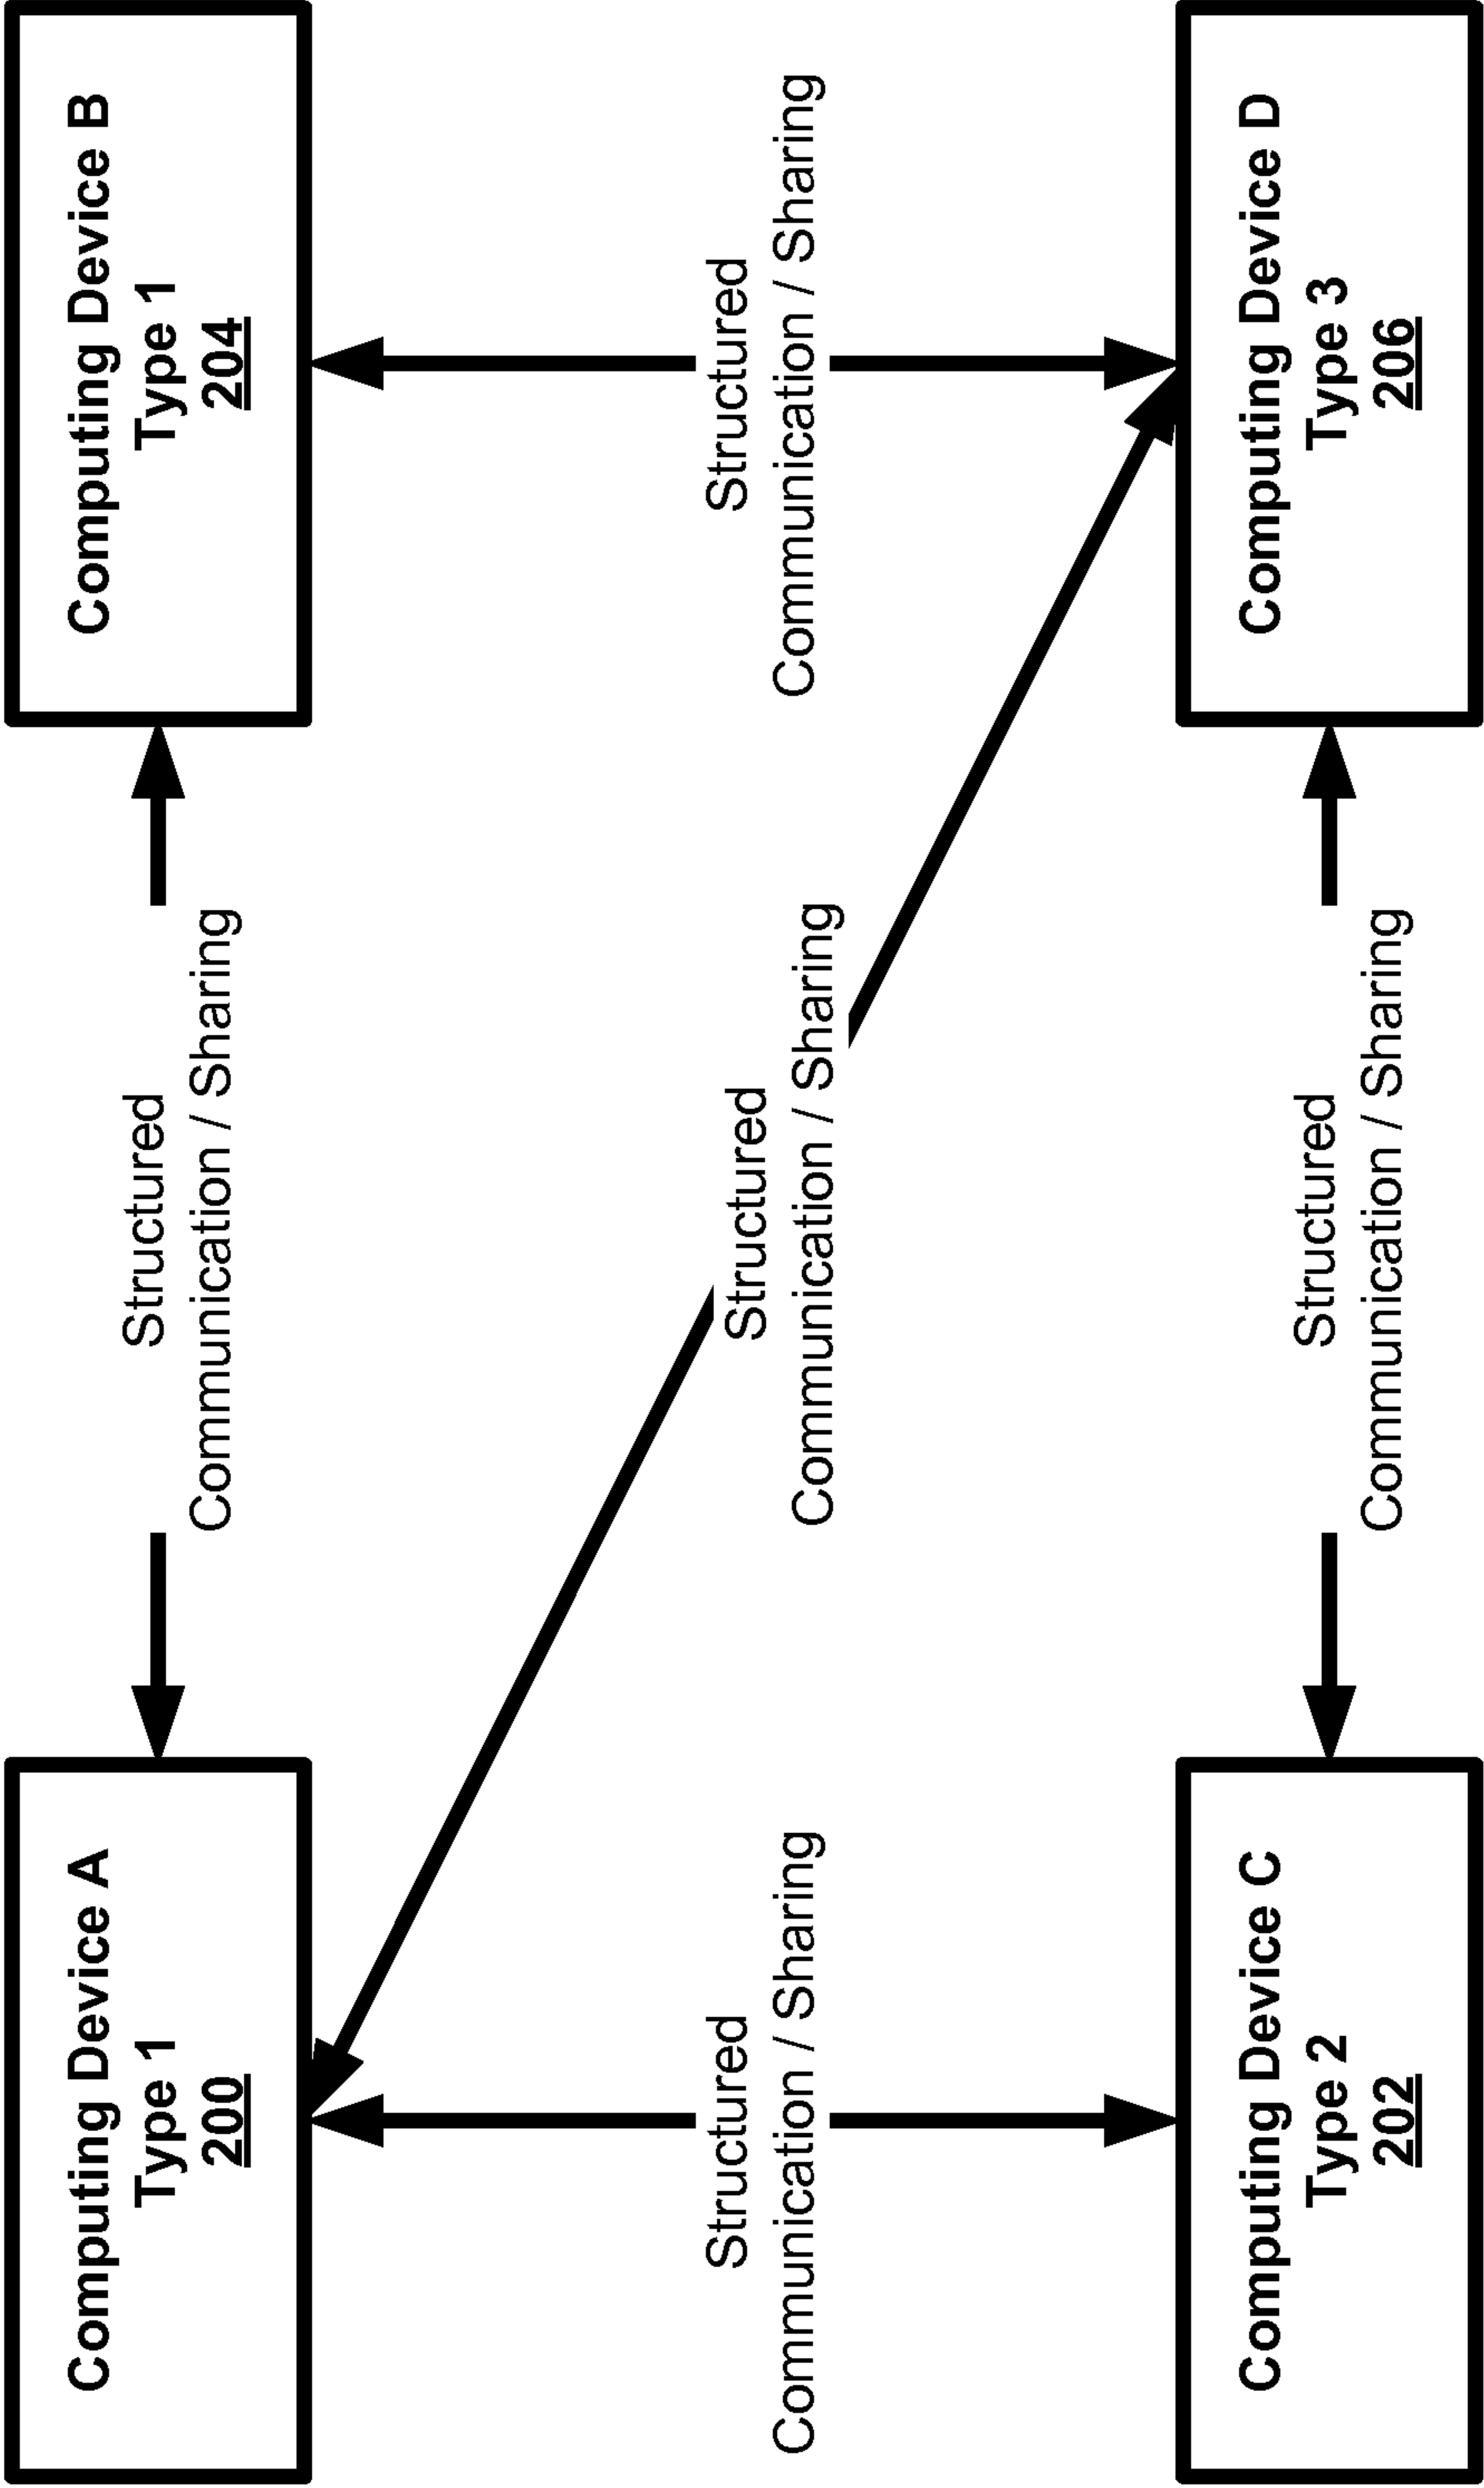 Computing Device A
Type 1
200
Structured
Communication / Sharing
Computing Device B
Type 1
204
Structured
Communication / Sharing
Structured
Communication / Sharing
Structured
Communication / Sharing
Computing Device C
Type 2
202
Structured
Communication / Sharing
Computing Device D
Type 3
206